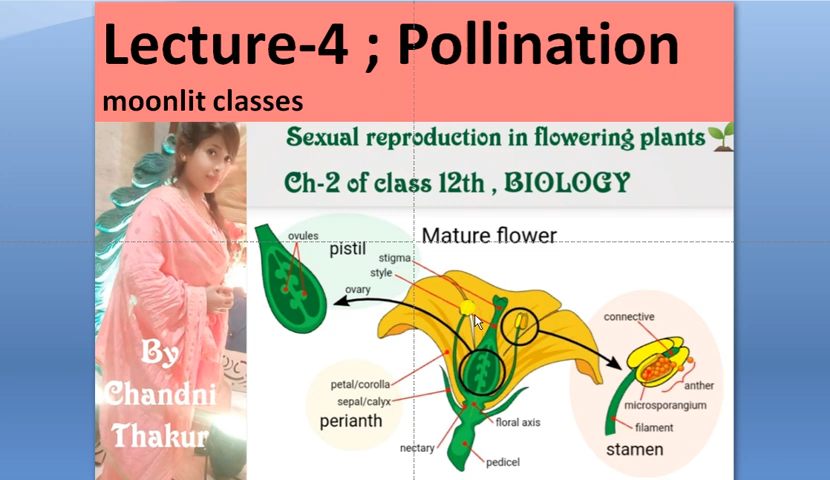 Lecture-4 ; Pollination
moonlit classes
Sexual reproduction in flowering plants
Ch-2 of class 12th , BIOLOGY
By
Chandni
Thakur
Mature flower
ovules
pistil
stigma
style
ovary
connective
anther
microsporangium
filament
stamen
petal/corolla
sepal/calyx
perianth
floral axis
nectary
pedicel